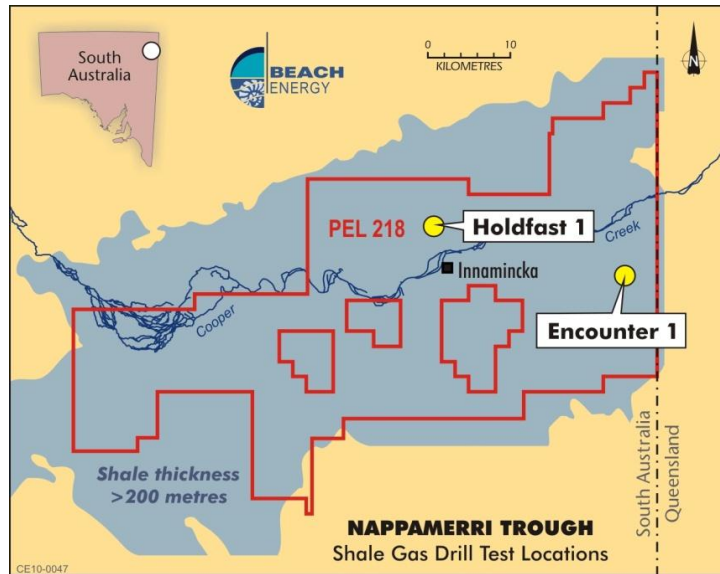 South
Australia
BEACH
ENERGY
0
10
KILOMETRES
N
PEL 218
Holdfast 1
Creek
Innamincka
Cooper
Encounter 1
Shale thickness
>200 metres
South Australia
Queensland
NAPPAMERRI TROUGH
Shale Gas Drill Test Locations
CE10-0047